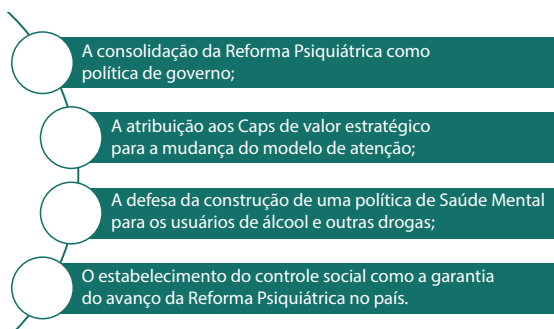 A consolidação da Reforma Psiquiátrica como
política de governo;
A atribuição aos Caps de valor estratégico
para a mudança do modelo de atenção;
A defesa da construção de uma política de Saúde Mental
para os usuários de álcool e outras drogas;
O estabelecimento do controle social como a garantia
do avanço da Reforma Psiquiátrica no país.